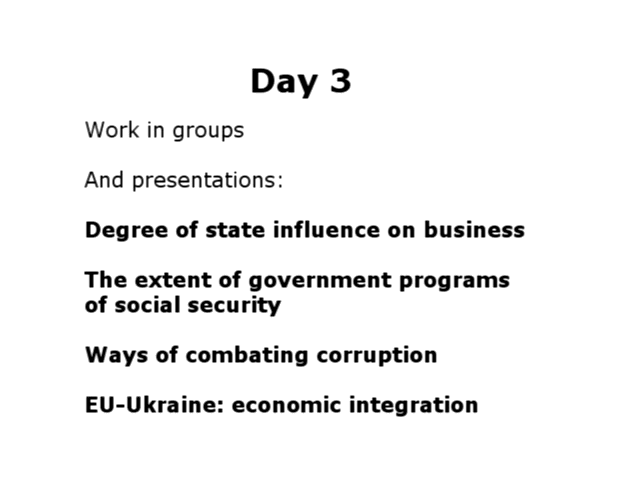 Day 3
Work in groups
And presentations:
Degree of state influence on business
The extent of government programs
of social security
Ways of combating corruption
EU-Ukraine: economic integration